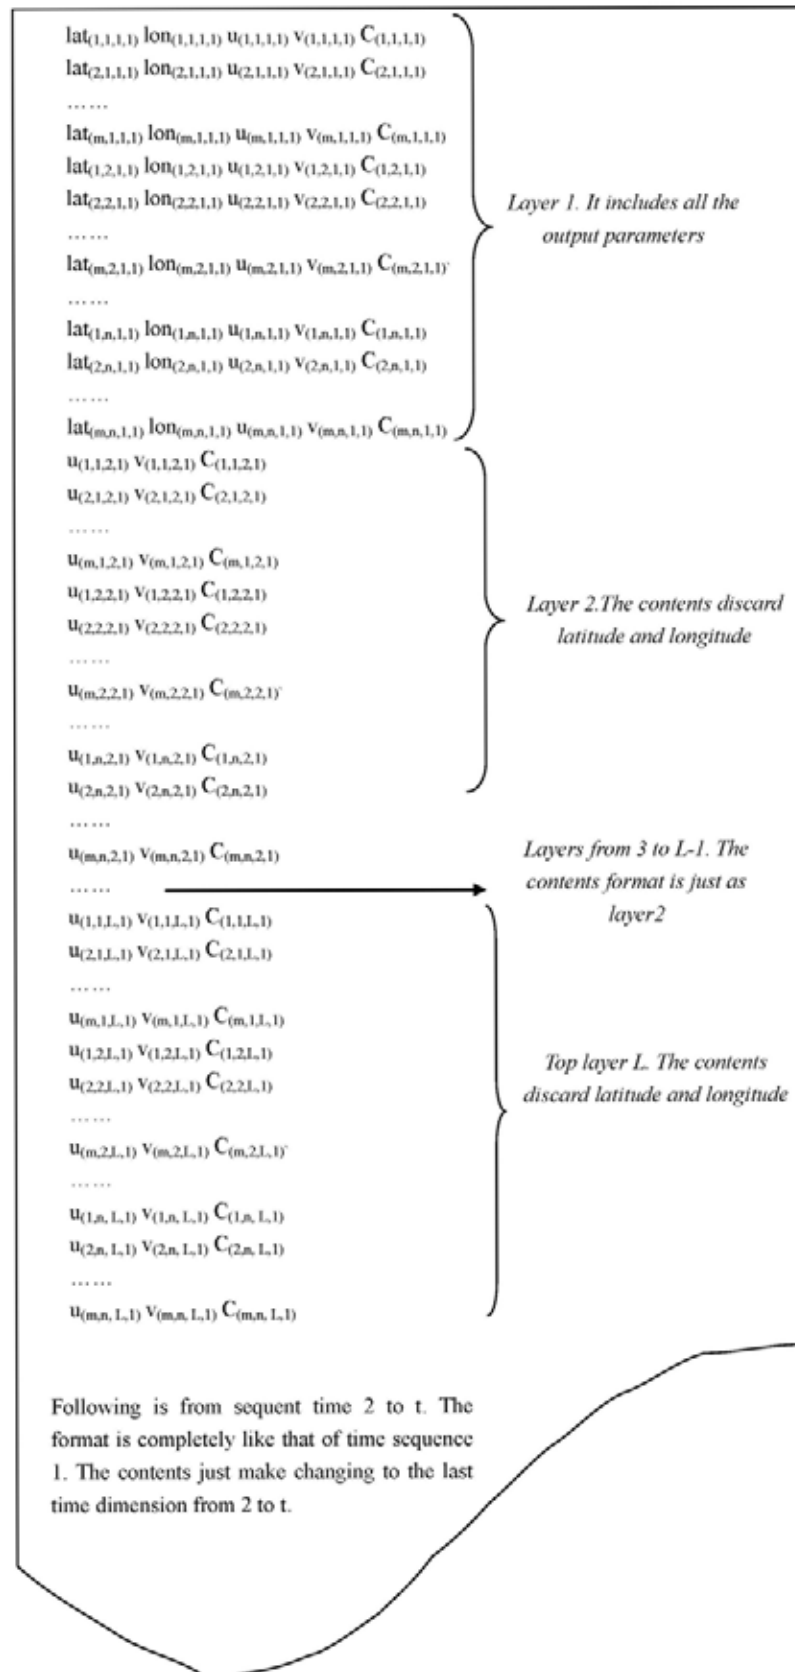 lat(1,1,1,1) lon(1,1,1,1) u(1,1,1,1) v(1,1,1,1) C(1,1,1,1)
lat(2,1,1,1) lon(2,1,1,1) u(2,1,1,1) v(2,1,1,1) C(2,1,1,1)
……
lat(m,1,1,1) lon(m,1,1,1) u(m,1,1,1) v(m,1,1,1) C(m,1,1,1)
lat(1,2,1,1) lon(1,2,1,1) u(1,2,1,1) v(1,2,1,1) C(1,2,1,1)
lat(2,2,1,1) lon(2,2,1,1) u(2,2,1,1) v(2,2,1,1) C(2,2,1,1)
……
lat(m,2,1,1) lon(m,2,1,1) u(m,2,1,1) v(m,2,1,1) C(m,2,1,1)`
……
lat(1,n,1,1) lon(1,n,1,1) u(1,n,1,1) v(1,n,1,1) C(1,n,1,1)
lat(2,n,1,1) lon(2,n,1,1) u(2,n,1,1) v(2,n,1,1) C(2,n,1,1)
……
lat(m,n,1,1) lon(m,n,1,1) u(m,n,1,1) v(m,n,1,1) C(m,n,1,1)
Layer 1. It includes all the
output parameters
u(1,1,2,1) v(1,1,2,1) C(1,1,2,1)
u(2,1,2,1) v(2,1,2,1) C(2,1,2,1)
……
u(m,1,2,1) v(m,1,2,1) C(m,1,2,1)
u(1,2,2,1) v(1,2,2,1) C(1,2,2,1)
u(2,2,2,1) v(2,2,2,1) C(2,2,2,1)
……
u(m,2,2,1) v(m,2,2,1) C(m,2,2,1)`
……
u(1,n,2,1) v(1,n,2,1) C(1,n,2,1)
u(2,n,2,1) v(2,n,2,1) C(2,n,2,1)
……
u(m,n,2,1) v(m,n,2,1) C(m,n,2,1)
Layer 2.The contents discard
latitude and longitude
……
Layers from 3 to L-1. The
contents format is just as
layer2
u(1,1,L,1) v(1,1,L,1) C(1,1,L,1)
u(2,1,L,1) v(2,1,L,1) C(2,1,L,1)
……
u(m,1,L,1) v(m,1,L,1) C(m,1,L,1)
u(1,2,L,1) v(1,2,L,1) C(1,2,L,1)
u(2,2,L,1) v(2,2,L,1) C(2,2,L,1)
……
u(m,2,L,1) v(m,2,L,1) C(m,2,L,1)`
……
u(1,n, L,1) v(1,n, L,1) C(1,n, L,1)
u(2,n, L,1) v(2,n, L,1) C(2,n, L,1)
……
u(m,n, L,1) v(m,n, L,1) C(m,n, L,1)
Top layer L. The contents
discard latitude and longitude
Following is from sequent time 2 to t. The
format is completely like that of time sequence
1. The contents just make changing to the last
time dimension from 2 to t.